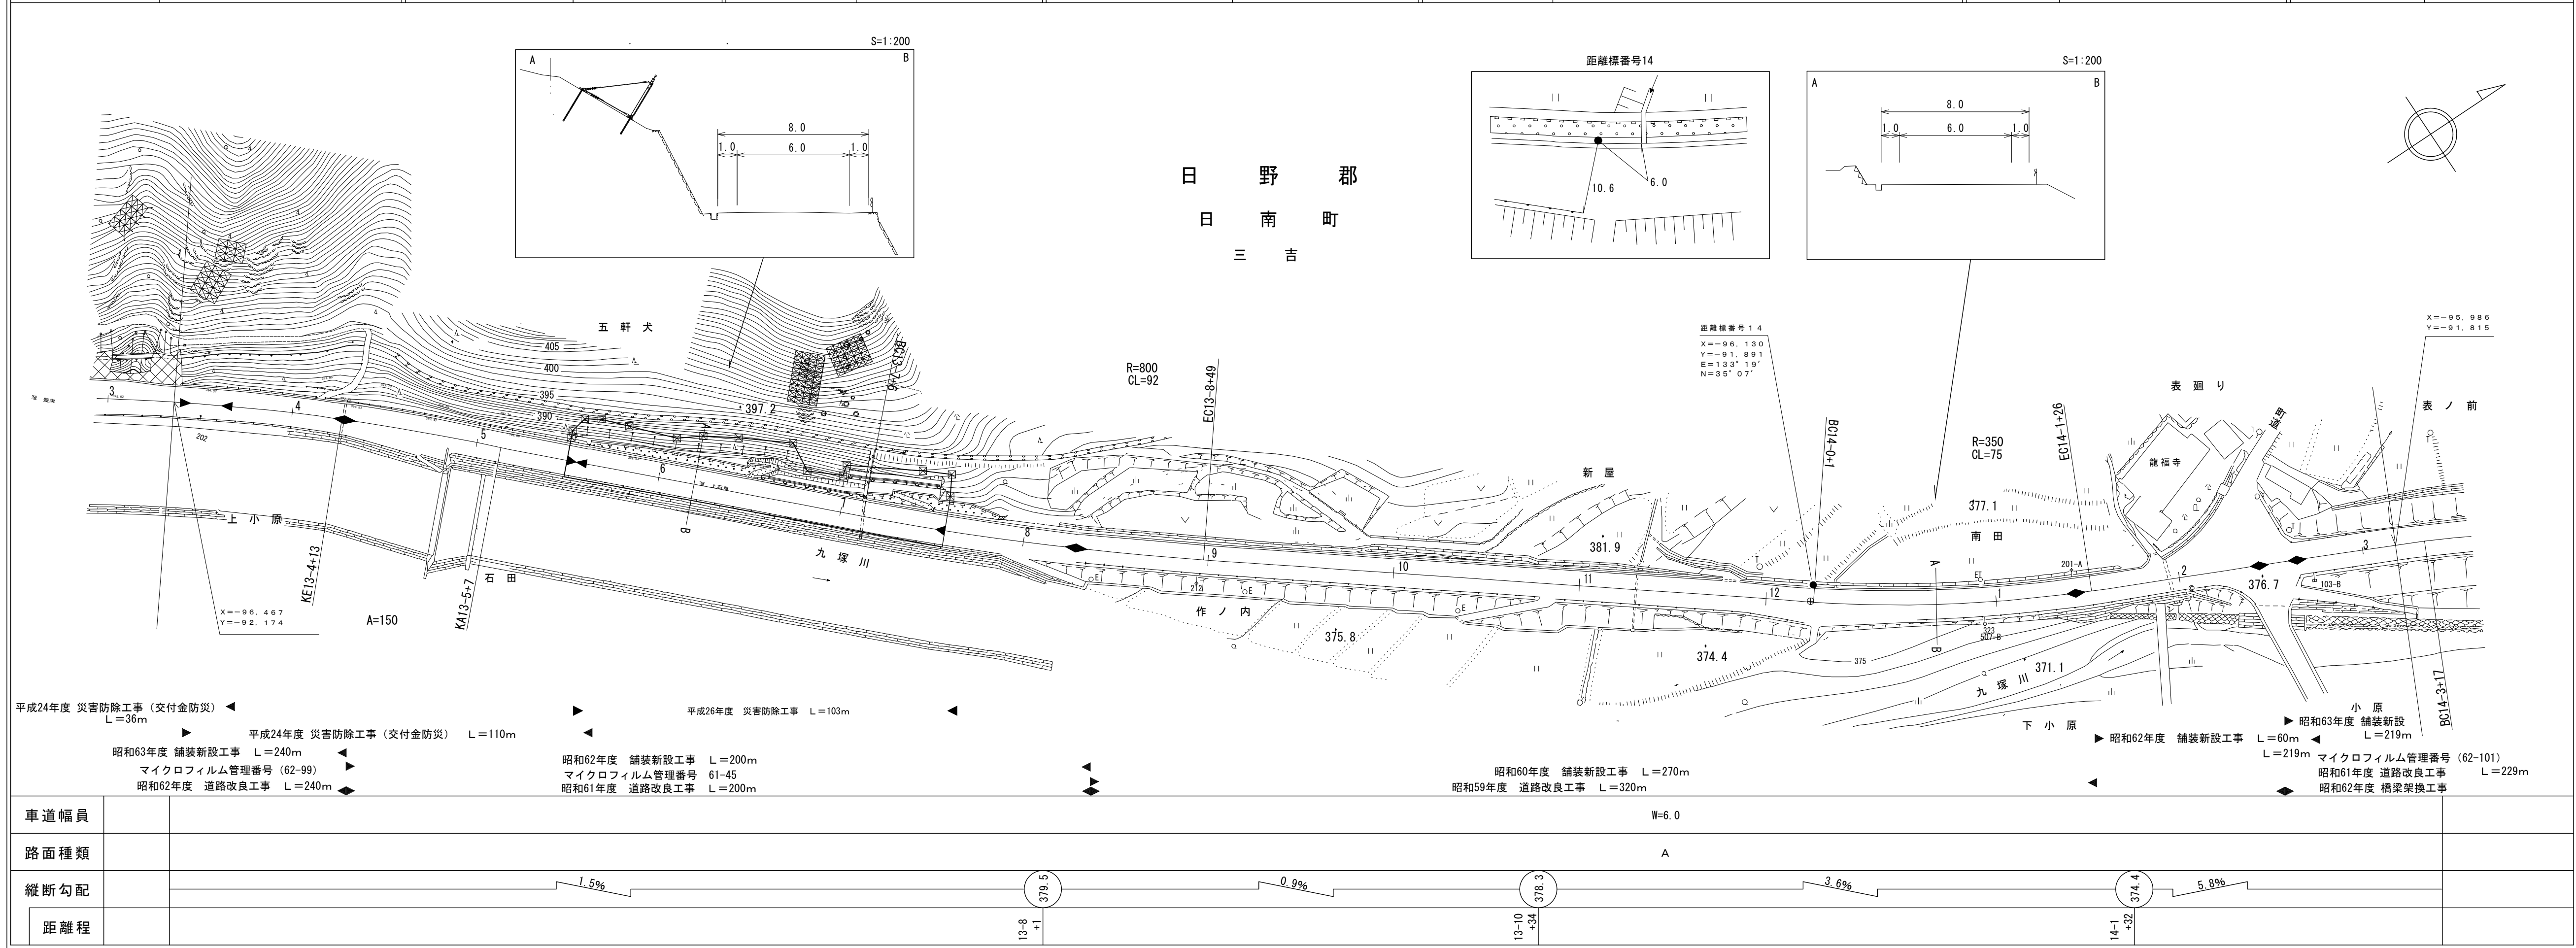 S=1:200
A
B
8.0
1.0
6.0
1.0
日野郡
日南町
三吉
距離標番号14
10.6
6.0
S=1:200
A
B
8.0
1.0
6.0
1.0
五軒犬
405
400
395
390
397.2
BC13-7+6
R=800
CL=92
EC13-8+49
距離標番号14
X=-96, 130
Y=-91, 891
E=133° 19′
N=35° 07′
BC14-0+1
R=350
CL=75
EC14-1+26
表廻り
町道
龍福寺
表ノ前
X=-95, 986
Y=-91, 815
3
4
5
6
7
8
9
10
11
12
1
2
3
202
上小原
KE13-4+13
X=-96, 467
Y=-92, 174
A=150
KA13-5+7
石田
A
B
九塚川
212
E
E
E
作ノ内
375.8
新屋
381.9
374.4
377.1
南田
ET
201-A
A
B
323
507-B
375
371.1
九塚川
下小原
376.7
103-B
小原
BC14-3+17
平成24年度 災害防除工事（交付金防災）
L=36m
平成24年度 災害防除工事（交付金防災） L=110m
平成26年度 災害防除工事 L=103m
昭和63年度 舗装新設工事 L=240m
マイクロフィルム管理番号（62-99）
昭和62年度 道路改良工事 L=240m
昭和62年度 舗装新設工事 L=200m
マイクロフィルム管理番号 61-45
昭和61年度 道路改良工事 L=200m
昭和60年度 舗装新設工事 L=270m
昭和59年度 道路改良工事 L=320m
昭和62年度 舗装新設工事 L=60m
昭和63年度 舗装新設
L=219m
L=219m
マイクロフィルム管理番号（62-101）
昭和61年度 道路改良工事 L=229m
昭和62年度 橋梁架換工事
車道幅員 W=6.0
路面種類 A
縦断勾配 1.5% 379.5 0.9% 378.3 3.6% 374.4 5.8%
距離程 13-8 +1 13-10 +34 14-1 +32